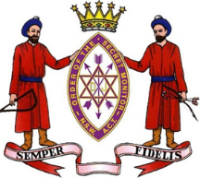 ORDER OF THE SECRET MONITOR
SEMPER FIDELIS